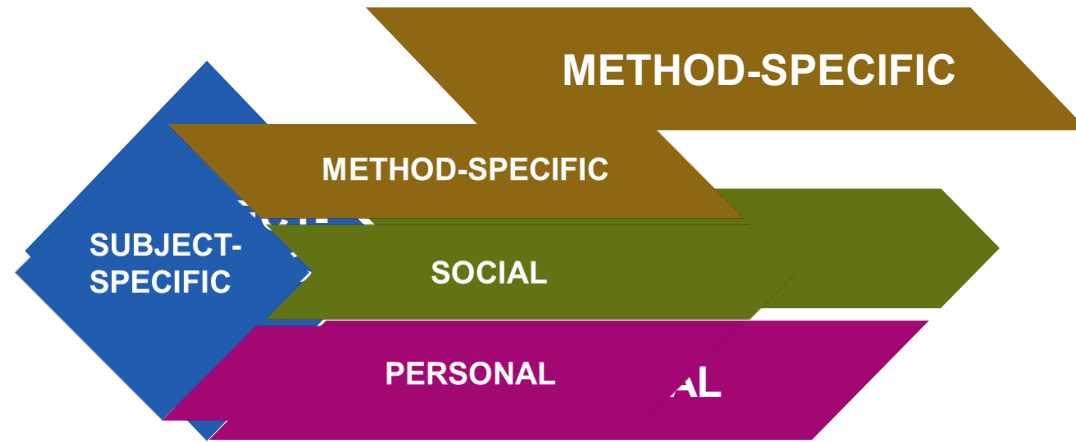 METHOD-SPECIFIC
METHOD-SPECIFIC
SUBJECT-
SPECIFIC
SOCIAL
PERSONAL
AL